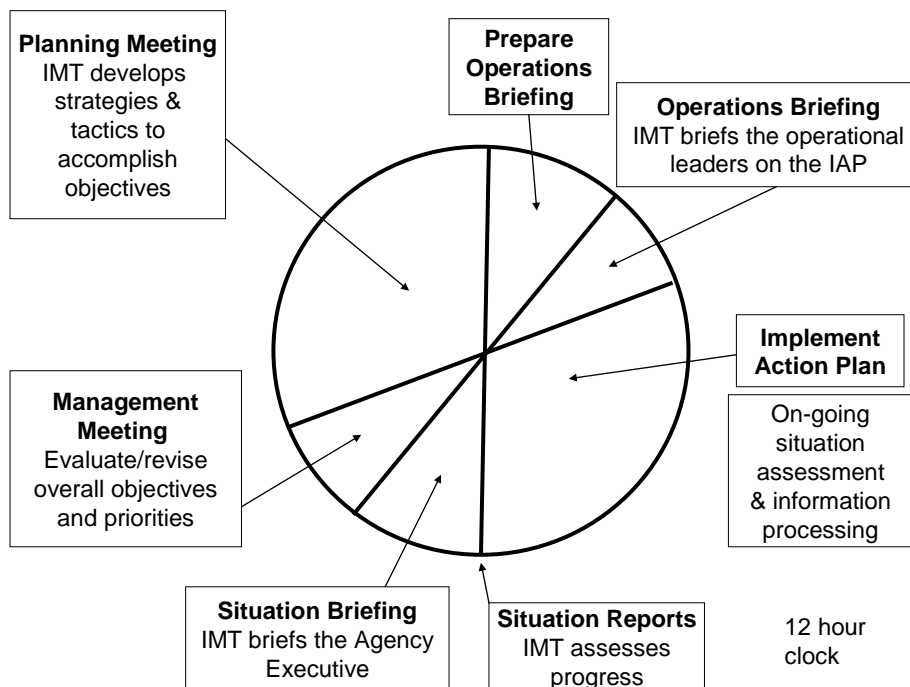 Planning Meeting
IMT develops
strategies &
tactics to
accomplish
objectives
Prepare
Operations
Briefing
Operations Briefing
IMT briefs the operational
leaders on the IAP
Implement
Action Plan
On-going
situation
assessment
& information
processing
Management
Meeting
Evaluate/revise
overall objectives
and priorities
Situation Briefing
IMT briefs the Agency
Executive
Situation Reports
IMT assesses
progress
12 hour
clock